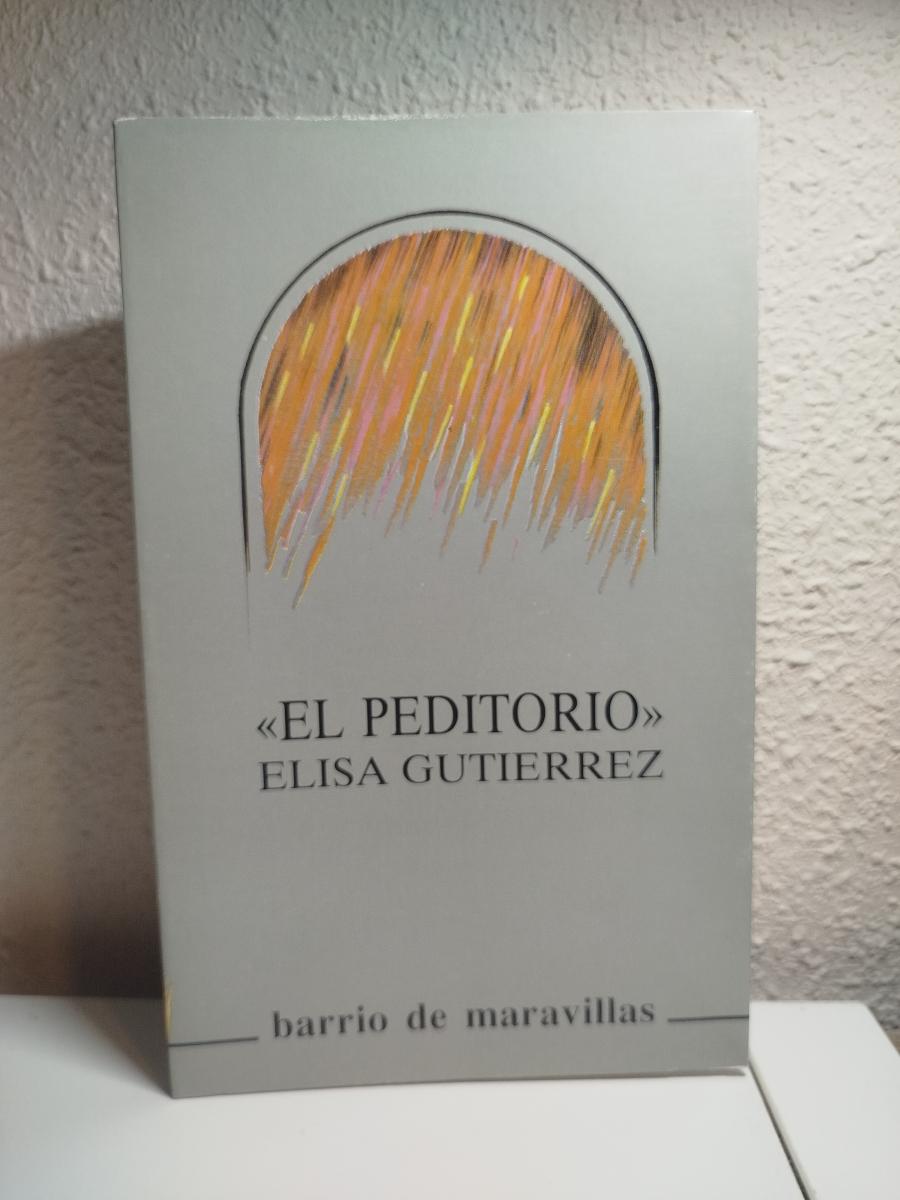 «EL PEDITORIO»
ELISA GUTIERREZ
barrio de maravillas